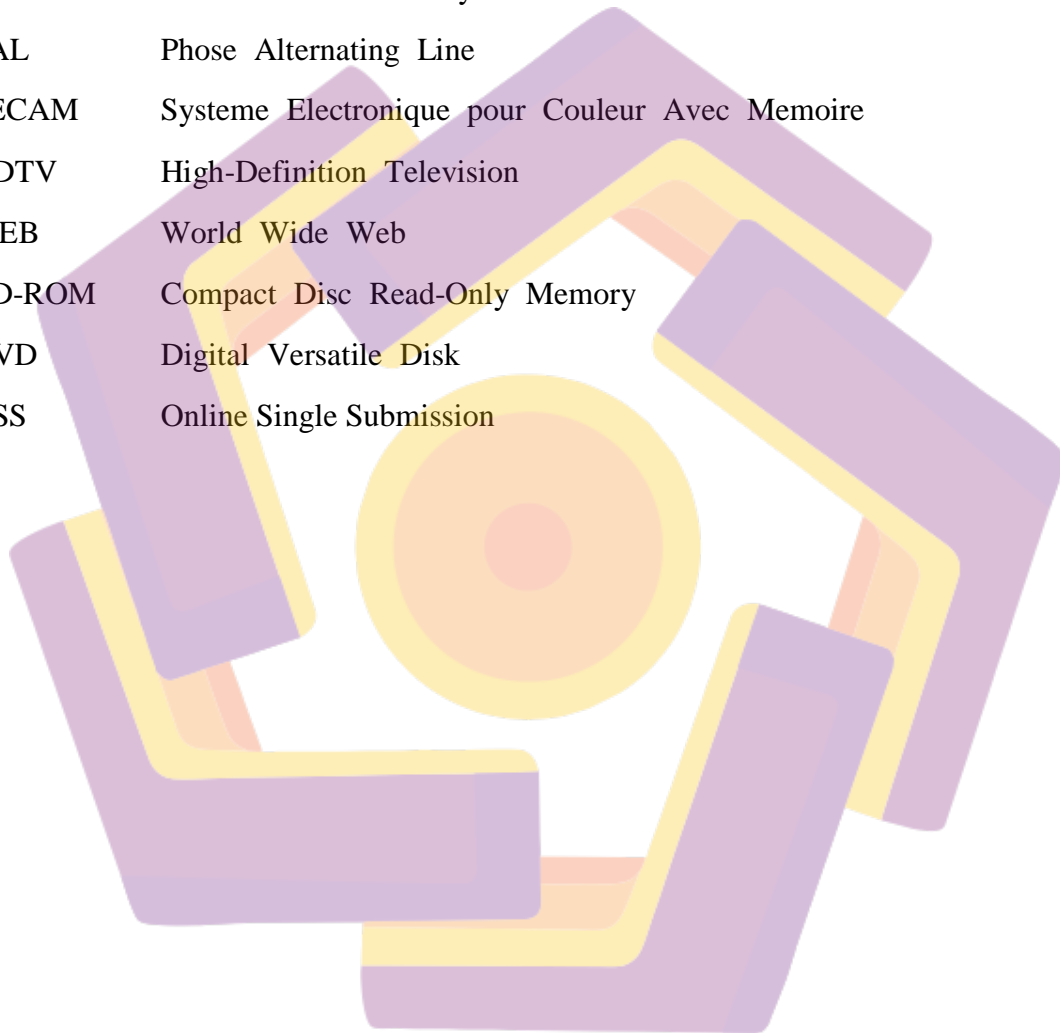 AL Phose Alternating Line
ECAM Systeme Electronique pour Couleur Avec Memoire
DTV High-Definition Television
EB World Wide Web
D-ROM Compact Disc Read-Only Memory
VD Digital Versatile Disk
SS Online Single Submission